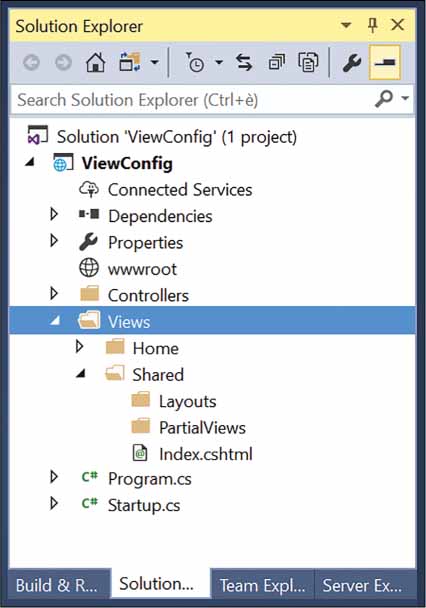 Solution Explorer
Search Solution Explorer (Ctrl+è)
Solution 'ViewConfig' (1 project)
ViewConfig
Connected Services
Dependencies
Properties
wwwroot
Controllers
Views
Home
Shared
Layouts
PartialViews
Index.cshtml
C# Program.cs
C# Startup.cs
Build & R... Solution... Team Expl... Server Ex...